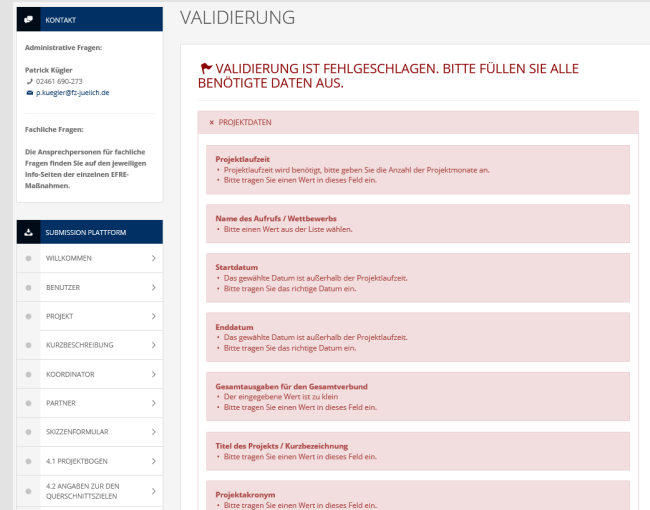 KONTAKT
Administrative Fragen:
Patrick Kügler
02461 690-273
p.kuegler@fz-juelich.de
Fachliche Fragen:
Die Ansprechpersonen für fachliche
Fragen finden Sie auf den jeweiligen
Info-Seiten der einzelnen EFRE-
Maßnahmen.
SUBMISSION PLATTFORM
WILLKOMMEN
BENUTZER
PROJEKT
KURZBESCHREIBUNG
KOORDINATOR
PARTNER
SKIZZENFORMULAR
4.1 PROJEKTBOGEN
4.2 ANGABEN ZUR DEN
QUERSCHNITTSZIELEN
VALIDIERUNG
VALIDIERUNG IST FEHLGESCHLAGEN. BITTE FÜLLEN SIE ALLE
BENÖTIGTE DATEN AUS.
× PROJEKTDATEN
Projektlaufzeit
• Projektlaufzeit wird benötigt, bitte geben Sie die Anzahl der Projektmonate an.
• Bitte tragen Sie einen Wert in dieses Feld ein.
Name des Aufrufs / Wettbewerbs
• Bitte einen Wert aus der Liste wählen.
Startdatum
• Das gewählte Datum ist außerhalb der Projektlaufzeit.
• Bitte tragen Sie das richtige Datum ein.
Enddatum
• Das gewählte Datum ist außerhalb der Projektlaufzeit.
• Bitte tragen Sie das richtige Datum ein.
Gesamtausgaben für den Gesamtverbund
• Der eingegebene Wert ist zu klein
• Bitte tragen Sie einen Wert in dieses Feld ein.
Titel des Projekts / Kurzbezeichnung
• Bitte tragen Sie einen Wert in dieses Feld ein.
Projektakronym
• Bitte tragen Sie einen Wert in dieses Feld ein.